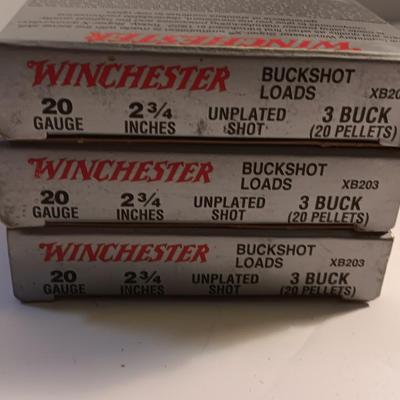 WINCHESTER
WINCHESTER BUCKSHOT LOADS XB20
20 GAUGE 2 3/4 INCHES UNPLATED SHOT 3 BUCK (20 PELLETS)
WINCHESTER BUCKSHOT LOADS XB203
20 GAUGE 2 3/4 INCHES UNPLATED SHOT 3 BUCK (20 PELLETS)
WINCHESTER BUCKSHOT LOADS XB203
20 GAUGE 2 3/4 INCHES UNPLATED SHOT 3 BUCK (20 PELLETS)